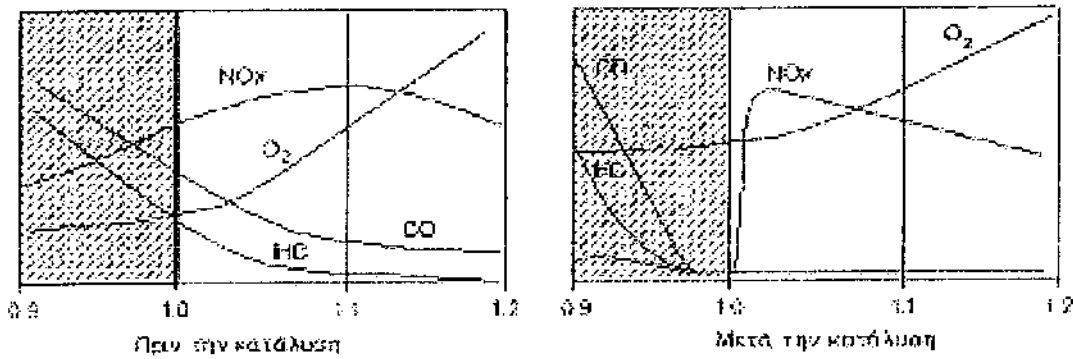 NOx
O₂
CO
HC
0.9 1.0 1.1 1.2
Πριν την κατάλυση
O₂
CO
NOx
HC
0.9 1.0 1.1 1.2
Μετά την κατάλυση